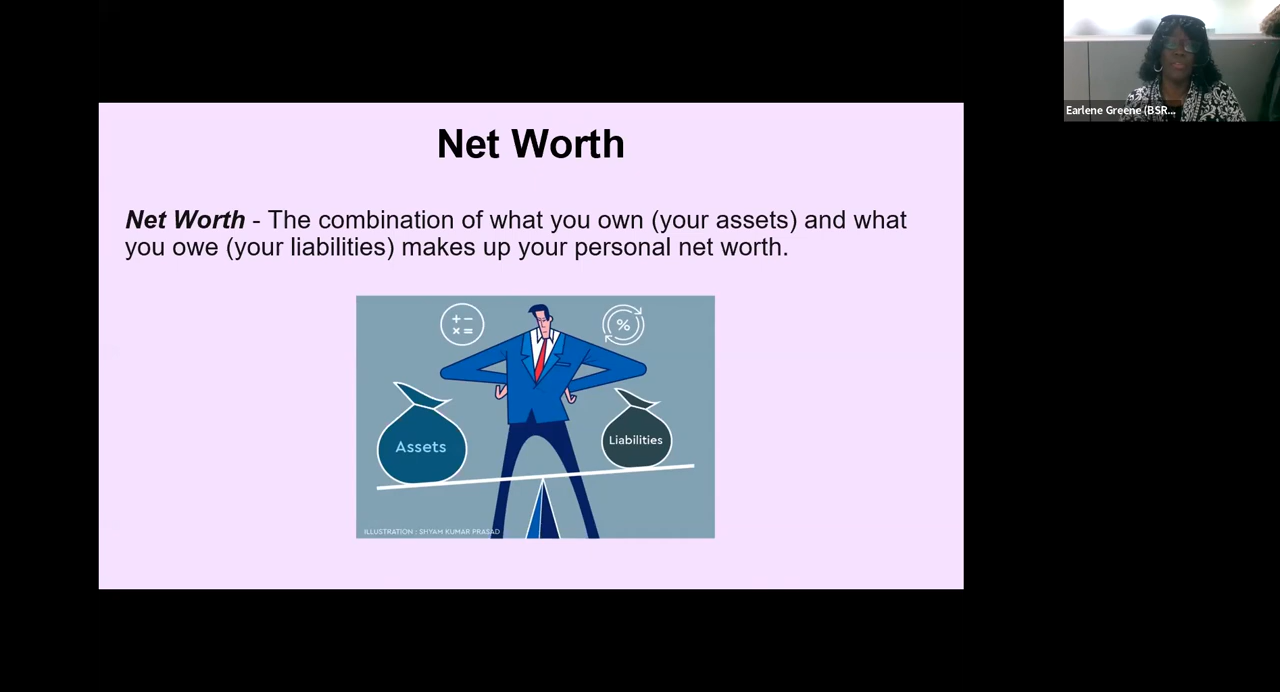 Earlene Greene (BSR...
Net Worth
Net Worth - The combination of what you own (your assets) and what
you owe (your liabilities) makes up your personal net worth.
+ -
x =
%
Assets
Liabilities
ILLUSTRATION : SHYAM KUMAR PRASAD